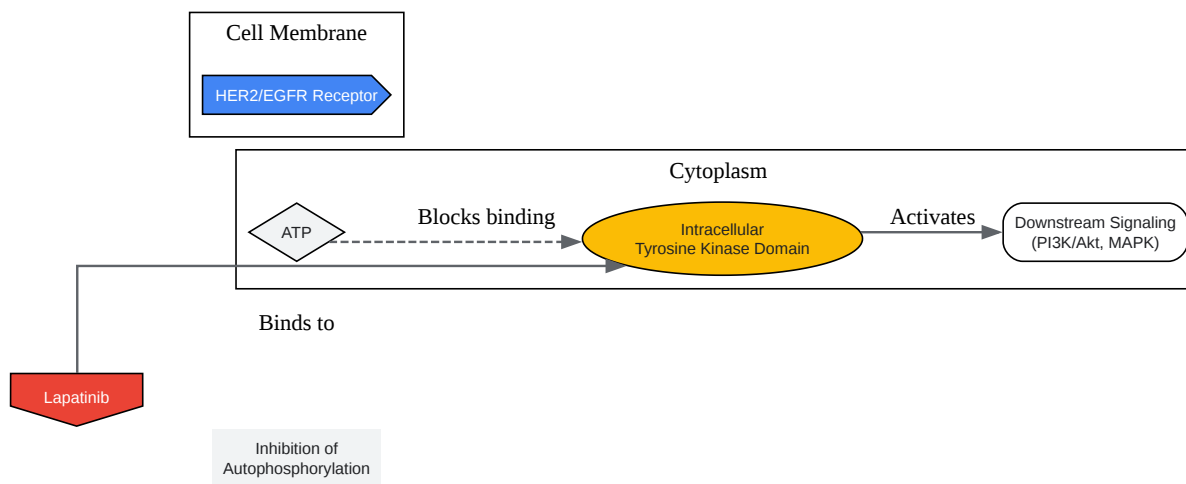 Cell Membrane
HER2/EGFR Receptor
Cytoplasm
ATP
Blocks binding
Intracellular
Tyrosine Kinase Domain
Activates
Downstream Signaling
(PI3K/Akt, MAPK)
Binds to
Lapatinib
Inhibition of
Autophosphorylation